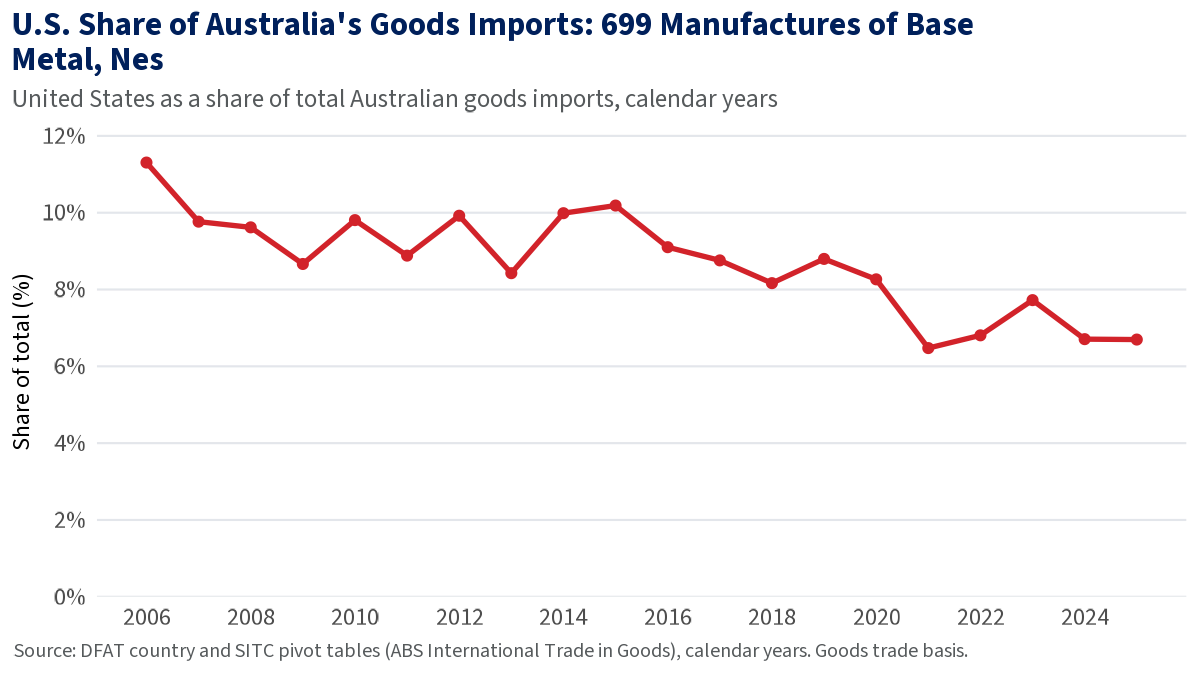 U.S. Share of Australia's Goods Imports: 699 Manufactures of Base
Metal, Nes
United States as a share of total Australian goods imports, calendar years
Share of total (%)
12%
10%
8%
6%
4%
2%
0%
2006 2008 2010 2012 2014 2016 2018 2020 2022 2024
Source: DFAT country and SITC pivot tables (ABS International Trade in Goods), calendar years. Goods trade basis.